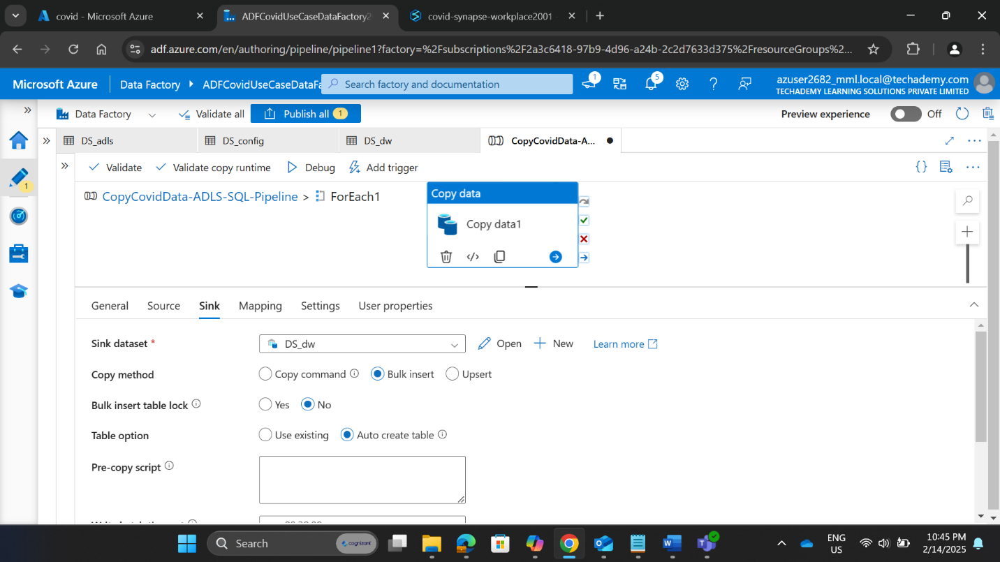 covid - Microsoft Azure
ADFCovidUseCaseDataFactory2
covid-synapse-workplace2001
adf.azure.com/en/authoring/pipeline/pipeline1?factory=%2Fsubscriptions%2F2a3c6418-97b9-4d96-a24b-2c2d7633d375%2FresourceGroups%2...
Microsoft Azure
Data Factory
ADFCovidUseCaseDataFa
Search factory and documentation
1
5
azuser2682_mml.local@techademy.com
TECHADEMY LEARNING SOLUTIONS PRIVATE LIMITED
Data Factory
Validate all
Publish all 1
Preview experience
Off
DS_adls
DS_config
DS_dw
CopyCovidData-A...
1
Validate
Validate copy runtime
Debug
Add trigger
CopyCovidData-ADLS-SQL-Pipeline > ForEach1
Copy data
Copy data1
General
Source
Sink
Mapping
Settings
User properties
Sink dataset *
DS_dw
Open
New
Learn more
Copy method
Copy command
Bulk insert
Upsert
Bulk insert table lock
Yes
No
Table option
Use existing
Auto create table
Pre-copy script
Search
cognizant
ENG
US
10:45 PM
2/14/2025